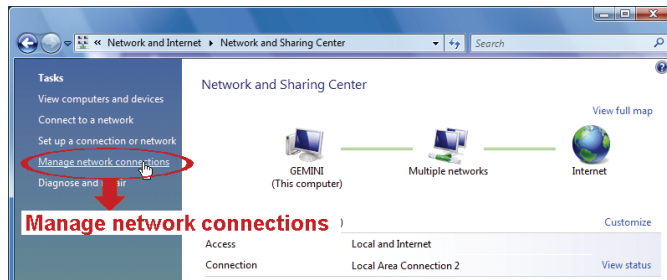 « Network and Internet ▸ Network and Sharing Center
Search
Tasks
View computers and devices
Connect to a network
Set up a connection or network
Manage network connections
Diagnose and
Network and Sharing Center
View full map
GEMINI
(This computer)
Multiple networks
Internet
Manage network connections
) Customize
Access Local and Internet
Connection Local Area Connection 2 View status